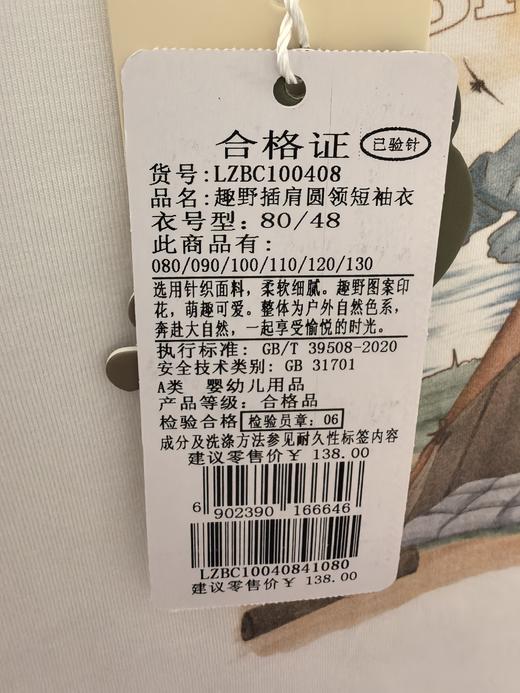 合格证
已验针
货号:LZBC100408
品名:趣野插肩圆领短袖衣
衣号型:80/48
此商品有:
080/090/100/110/120/130
选用针织面料，柔软细腻。趣野图案印
花，萌趣可爱。整体为户外自然色系，
奔赴大自然，一起享受愉悦的时光。
执行标准: GB/T 39508-2020
安全技术类别: GB 31701
A类 婴幼儿用品
产品等级: 合格品
检验合格 检验员章: 06
成分及洗涤方法参见耐久性标签内容
建议零售价¥ 138.00
6 902390 166646
LZBC10040841080
建议零售价¥ 138.00